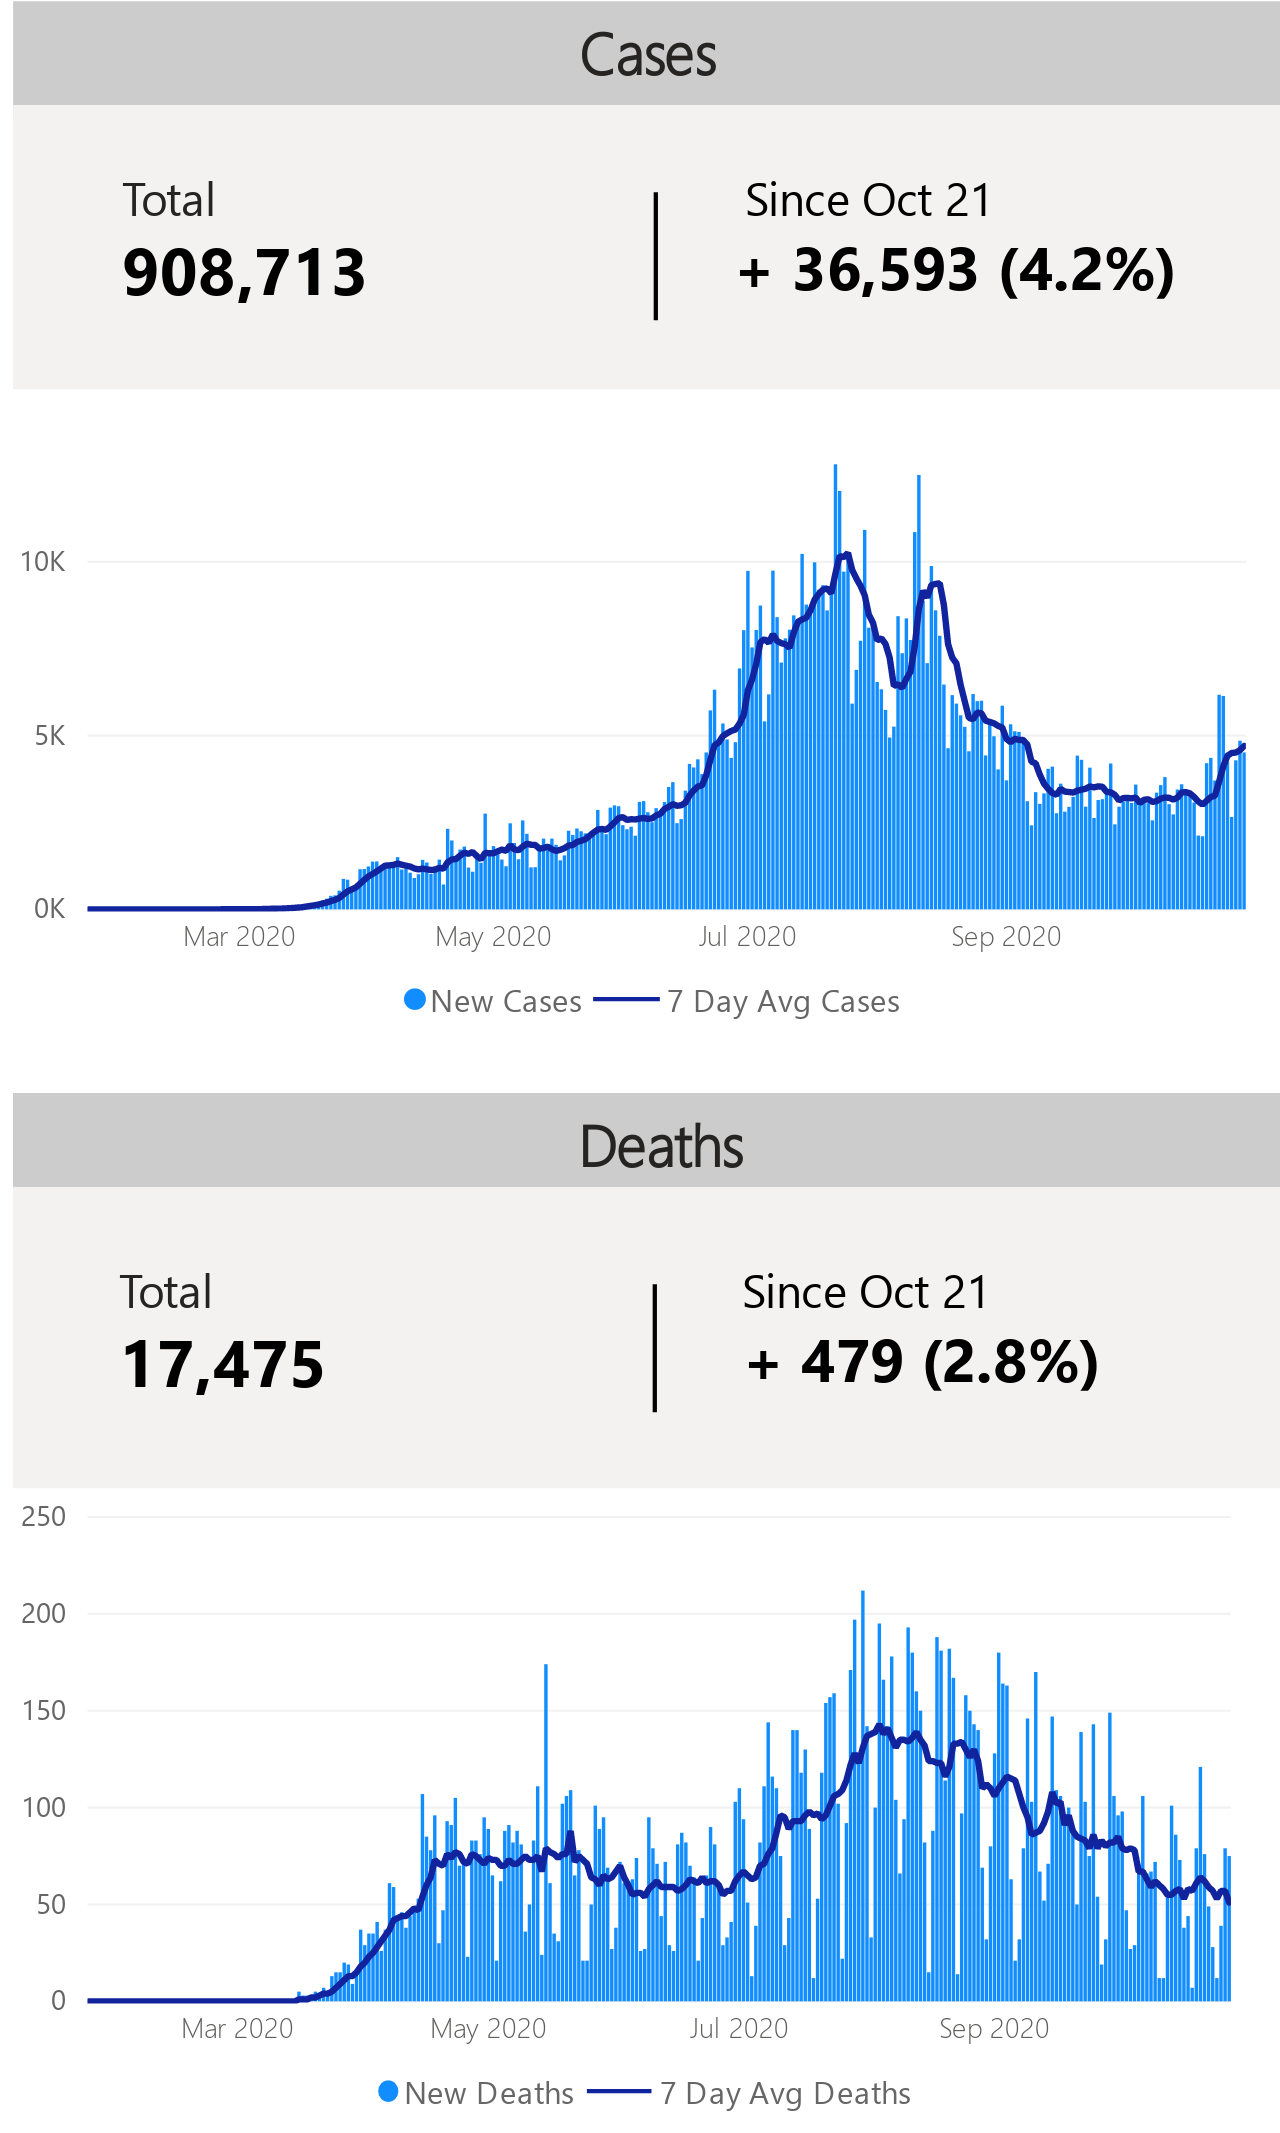 Cases
Total
908,713
Since Oct 21
+ 36,593 (4.2%)
10K
5K
0K
Mar 2020
May 2020
Jul 2020
Sep 2020
New Cases
7 Day Avg Cases
Deaths
Total
17,475
Since Oct 21
+ 479 (2.8%)
250
200
150
100
50
0
Mar 2020
May 2020
Jul 2020
Sep 2020
New Deaths
7 Day Avg Deaths